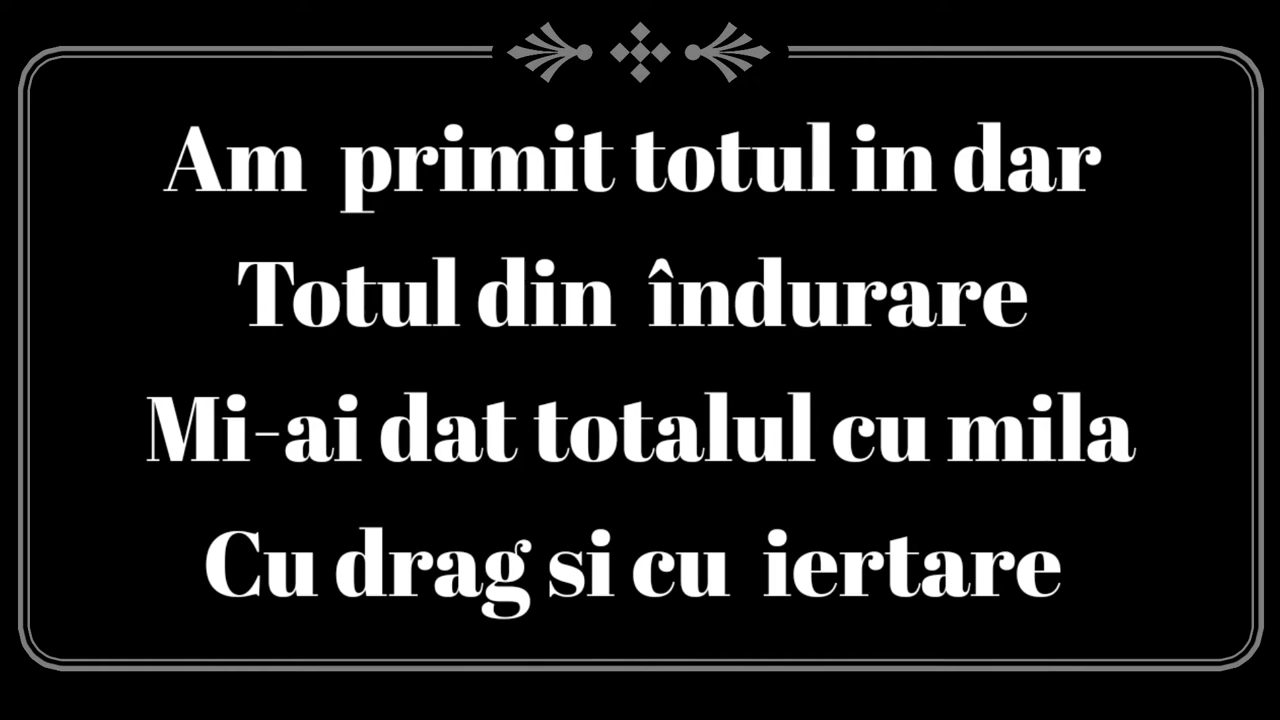 Am primit totul in dar
Totul din îndurare
Mi-ai dat totalul cu mila
Cu drag si cu iertare